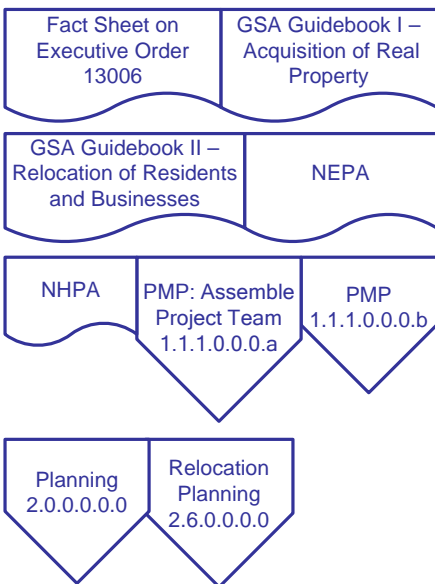 Fact Sheet on
Executive Order
13006
GSA Guidebook I –
Acquisition of Real
Property
GSA Guidebook II –
Relocation of Residents
and Businesses
NEPA
NHPA
PMP: Assemble
Project Team
1.1.1.0.0.0.a
PMP
1.1.1.0.0.0.b
Planning
2.0.0.0.0.0
Relocation
Planning
2.6.0.0.0.0